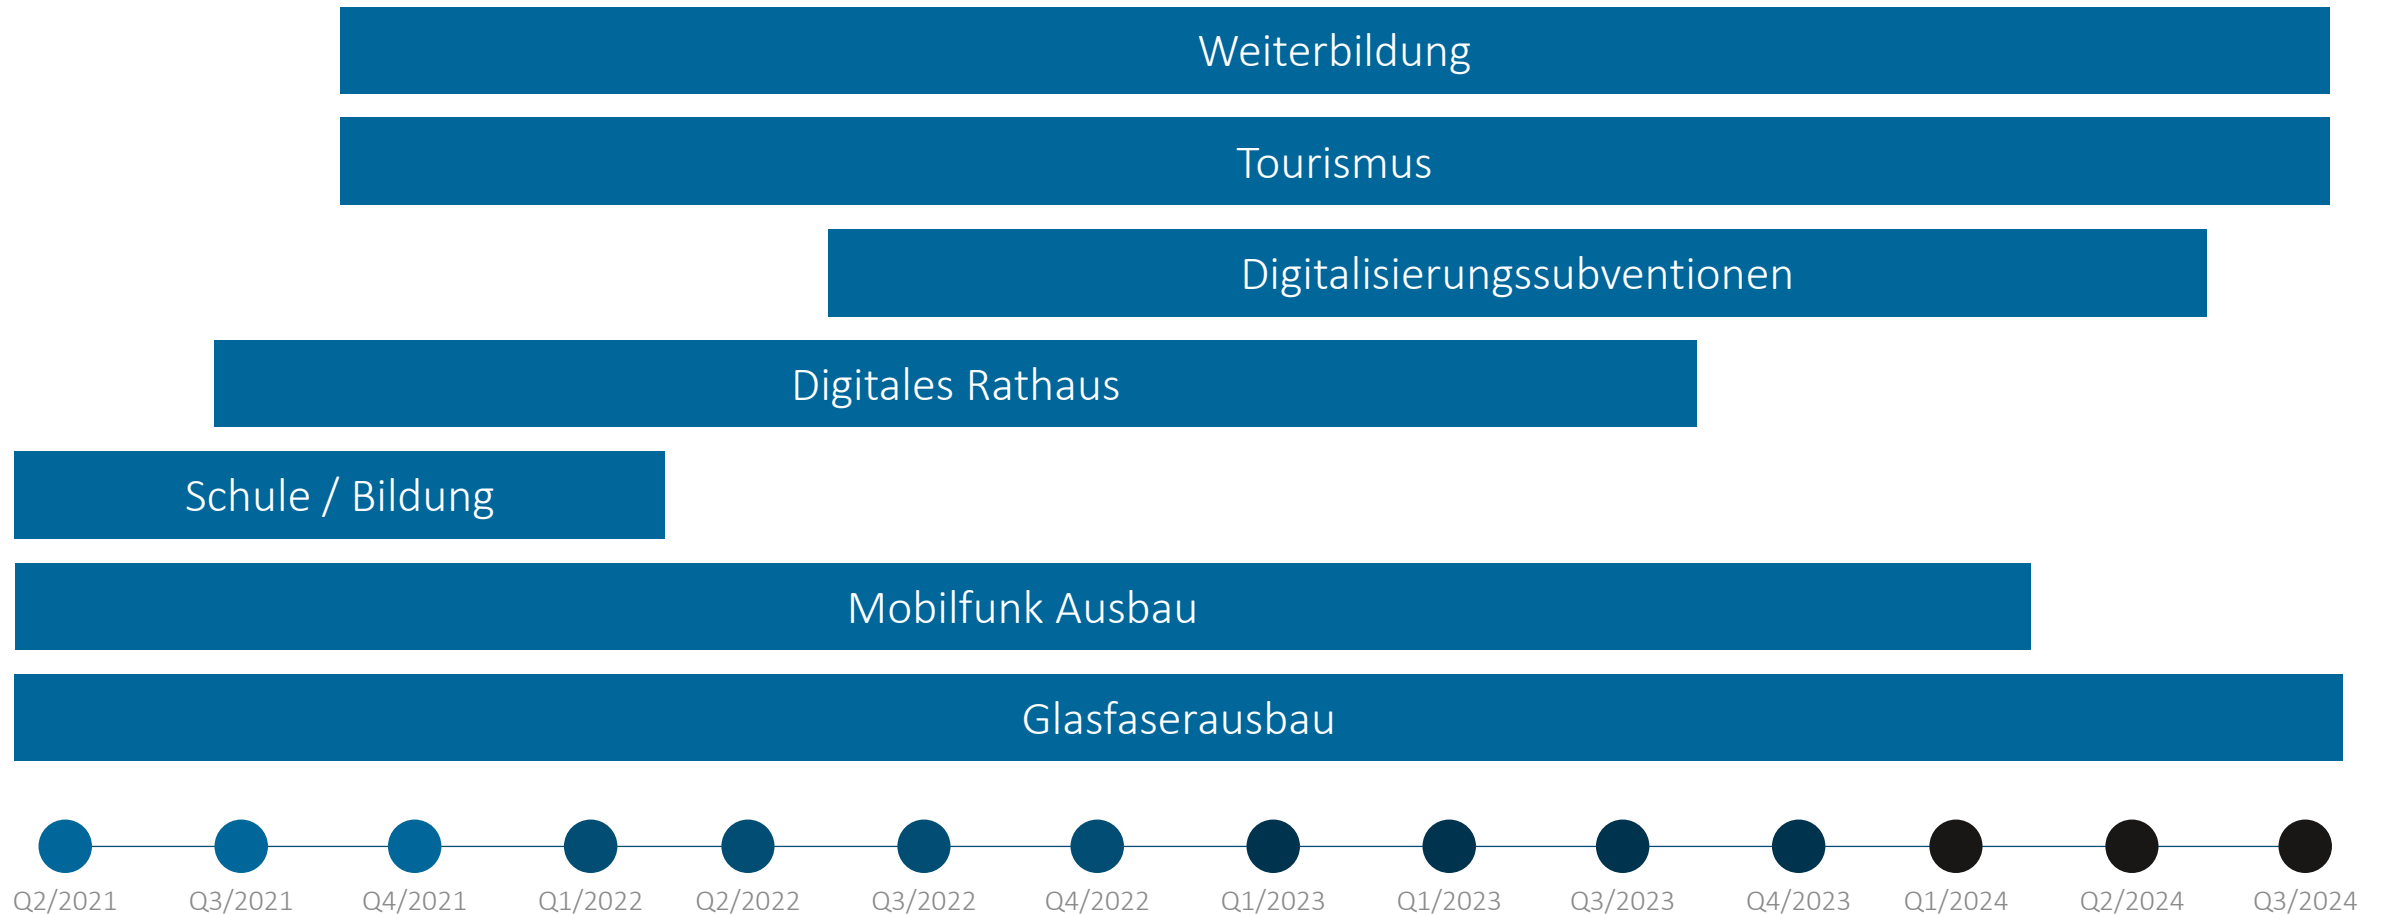 Weiterbildung
Tourismus
Digitalisierungssubventionen
Digitales Rathaus
Schule / Bildung
Mobilfunk Ausbau
Glasfaserausbau
Q2/2021 Q3/2021 Q4/2021 Q1/2022 Q2/2022 Q3/2022 Q4/2022 Q1/2023 Q1/2023 Q3/2023 Q4/2023 Q1/2024 Q2/2024 Q3/2024